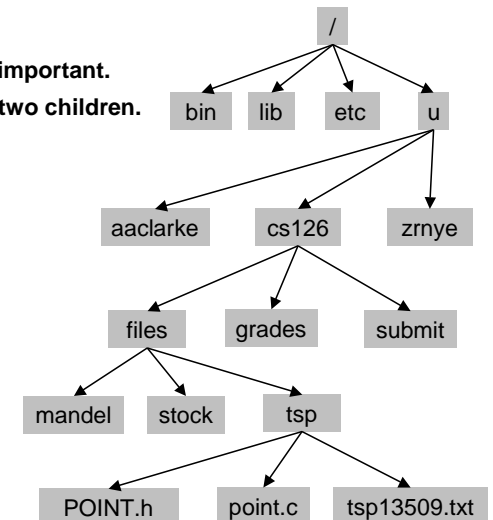 /
important.
two children.
bin lib etc u
aaclarke cs126 zrnye
files grades submit
mandel stock tsp
POINT.h point.c tsp13509.txt